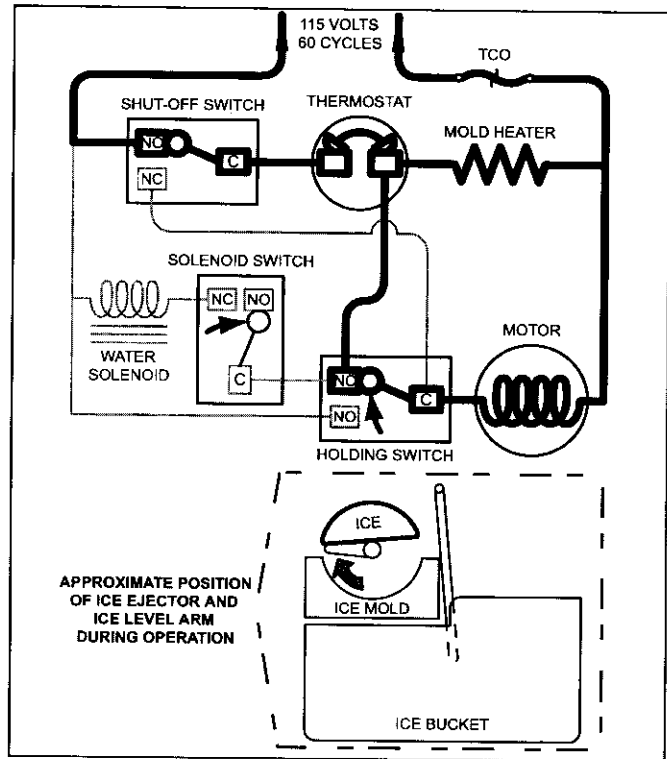 115 VOLTS
60 CYCLES
TCO
SHUT-OFF SWITCH
THERMOSTAT
MOLD HEATER
NO
C
NC
SOLENOID SWITCH
NC
NO
C
WATER
SOLENOID
MOTOR
NC
C
NO
HOLDING SWITCH
ICE
APPROXIMATE POSITION
OF ICE EJECTOR AND
ICE LEVEL ARM
DURING OPERATION
ICE MOLD
ICE BUCKET